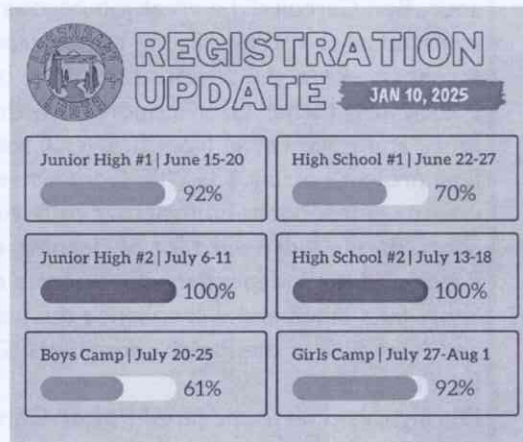 REGISTRATION
UPDATE
JAN 10, 2025
Junior High #1 | June 15-20
92%
High School #1 | June 22-27
70%
Junior High #2 | July 6-11
100%
High School #2 | July 13-18
100%
Boys Camp | July 20-25
61%
Girls Camp | July 27-Aug 1
92%